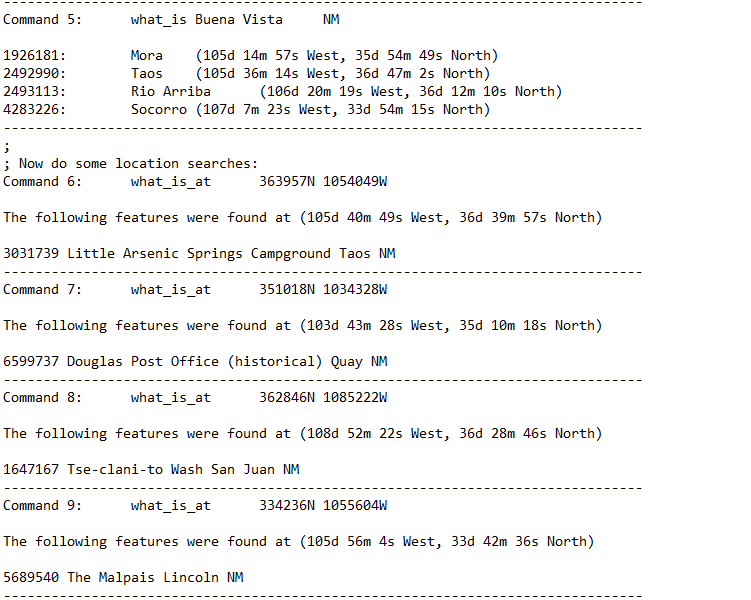 --------------------------------------------------------------------------------
Command 5:      what_is Buena Vista     NM
1926181:        Mora    (105d 14m 57s West, 35d 54m 49s North)
2492990:        Taos    (105d 36m 14s West, 36d 47m 2s North)
2493113:        Rio Arriba      (106d 20m 19s West, 36d 12m 10s North)
4283226:        Socorro (107d 7m 23s West, 33d 54m 15s North)
--------------------------------------------------------------------------------
;
; Now do some location searches:
Command 6:      what_is_at      363957N 1054049W
The following features were found at (105d 40m 49s West, 36d 39m 57s North)
3031739 Little Arsenic Springs Campground Taos NM
--------------------------------------------------------------------------------
Command 7:      what_is_at      351018N 1034328W
The following features were found at (103d 43m 28s West, 35d 10m 18s North)
6599737 Douglas Post Office (historical) Quay NM
--------------------------------------------------------------------------------
Command 8:      what_is_at      362846N 1085222W
The following features were found at (108d 52m 22s West, 36d 28m 46s North)
1647167 Tse-clani-to Wash San Juan NM
--------------------------------------------------------------------------------
Command 9:      what_is_at      334236N 1055604W
The following features were found at (105d 56m 4s West, 33d 42m 36s North)
5689540 The Malpais Lincoln NM
--------------------------------------------------------------------------------